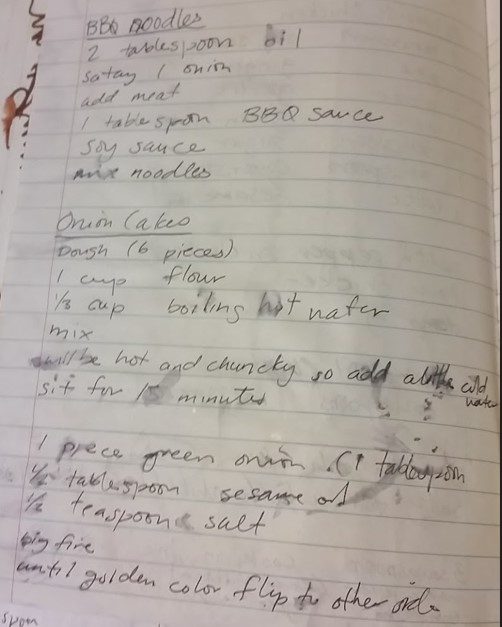 BBQ noodles
2 tablespoon oil
satay 1 onion
add meat
1 tablespoon BBQ sauce
soy sauce
mix noodles
Onion Cakes
Dough (6 pieces)
1 cup flour
1/3 cup boiling hot water
mix
will be hot and chuncky so add a little cold water
sit for 15 minutes
1 piece green onion (1 tablespoon
1/2 tablespoon sesame oil
1/2 teaspoon salt
big fire
until golden color flip to other side
spoon